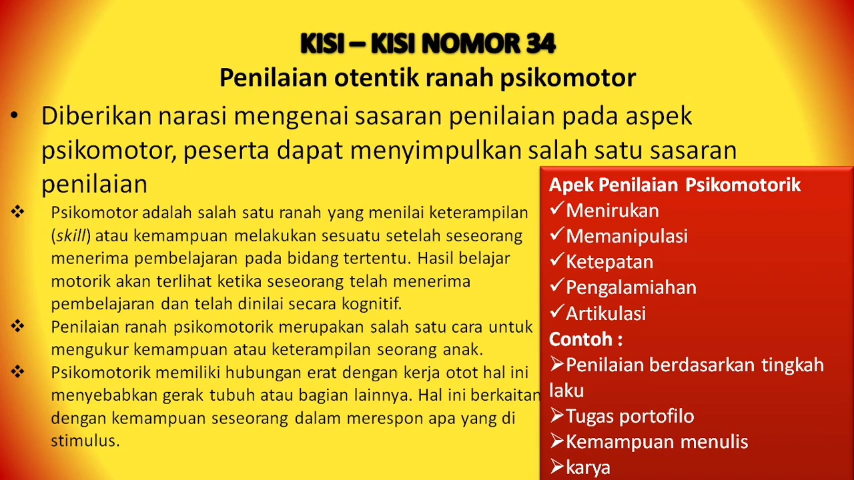 KISI – KISI NOMOR 34
Penilaian otentik ranah psikomotor
• Diberikan narasi mengenai sasaran penilaian pada aspek
psikomotor, peserta dapat menyimpulkan salah satu sasaran
penilaian
❖ Psikomotor adalah salah satu ranah yang menilai keterampilan
(skill) atau kemampuan melakukan sesuatu setelah seseorang
menerima pembelajaran pada bidang tertentu. Hasil belajar
motorik akan terlihat ketika seseorang telah menerima
pembelajaran dan telah dinilai secara kognitif.
❖ Penilaian ranah psikomotorik merupakan salah satu cara untuk
mengukur kemampuan atau keterampilan seorang anak.
❖ Psikomotorik memiliki hubungan erat dengan kerja otot hal ini
menyebabkan gerak tubuh atau bagian lainnya. Hal ini berkaitan
dengan kemampuan seseorang dalam merespon apa yang di
stimulus.
Apek Penilaian Psikomotorik
✓Menirukan
✓Memanipulasi
✓Ketepatan
✓Pengalamiahan
✓Artikulasi
Contoh :
➢Penilaian berdasarkan tingkah
laku
➢Tugas portofilo
➢Kemampuan menulis
➢karya